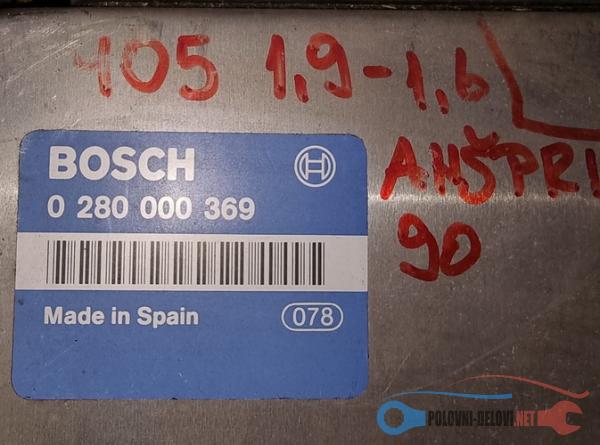 405 1,9-1,6
AHŠPRI
90
BOSCH
0 280 000 369
Made in Spain
078
POLOVNI-DELOVI.NET